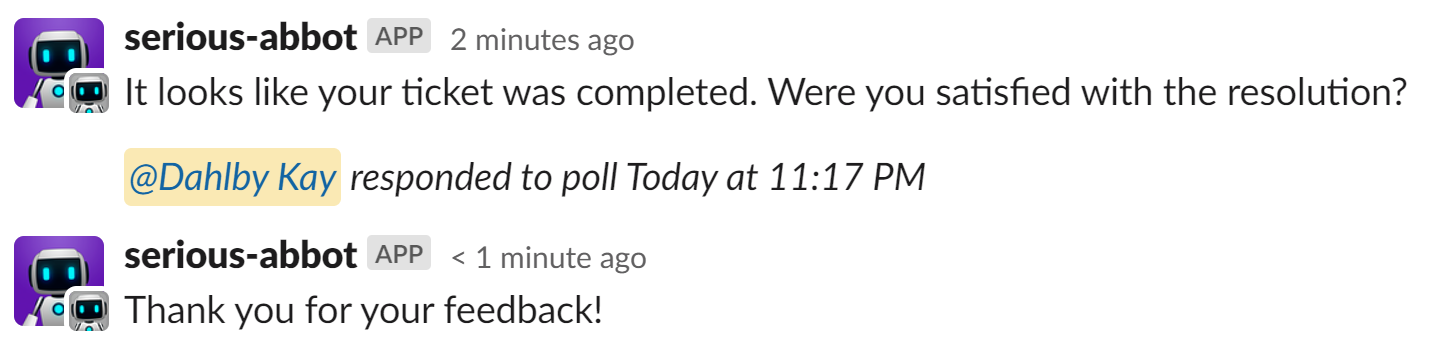 serious-abbot APP 2 minutes ago
It looks like your ticket was completed. Were you satisfied with the resolution?
@Dahlby Kay responded to poll Today at 11:17 PM
serious-abbot APP < 1 minute ago
Thank you for your feedback!